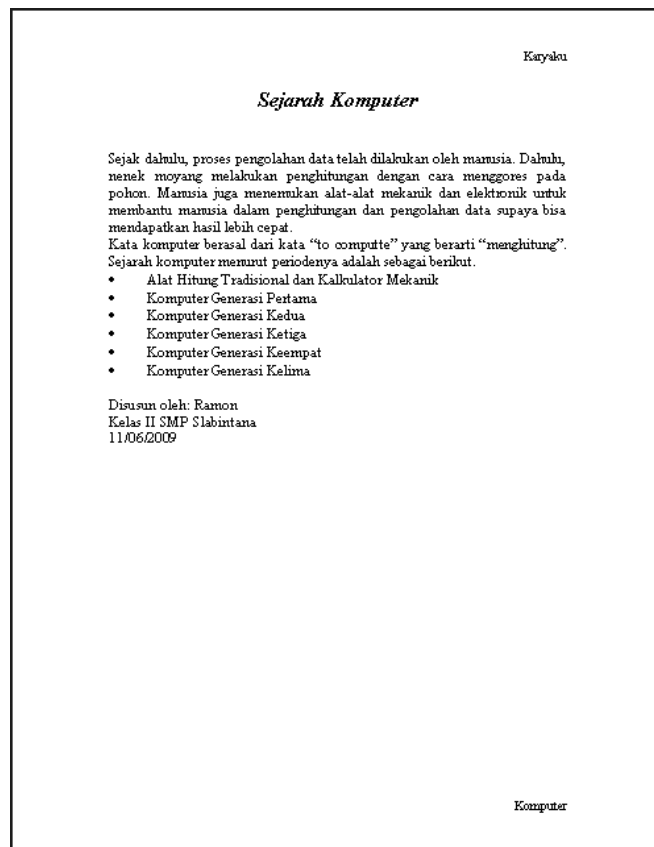 Karyaku
Sejarah Komputer
Sejak dahulu, proses pengolahan data telah dilakukan oleh manusia. Dahulu,
nenek moyang melakukan penghitungan dengan cara menggores pada
pohon. Manusia juga menemukan alat-alat mekanik dan elektronik untuk
membantu manusia dalam penghitungan dan pengolahan data supaya bisa
mendapatkan hasil lebih cepat.
Kata komputer berasal dari kata “to computte” yang berarti “menghitung”.
Sejarah komputer menurut periodenya adalah sebagai berikut.
• Alat Hitung Tradisional dan Kalkulator Mekanik
• Komputer Generasi Pertama
• Komputer Generasi Kedua
• Komputer Generasi Ketiga
• Komputer Generasi Keempat
• Komputer Generasi Kelima
Disusun oleh: Ramon
Kelas II SMP Slabintana
11/06/2009
Komputer